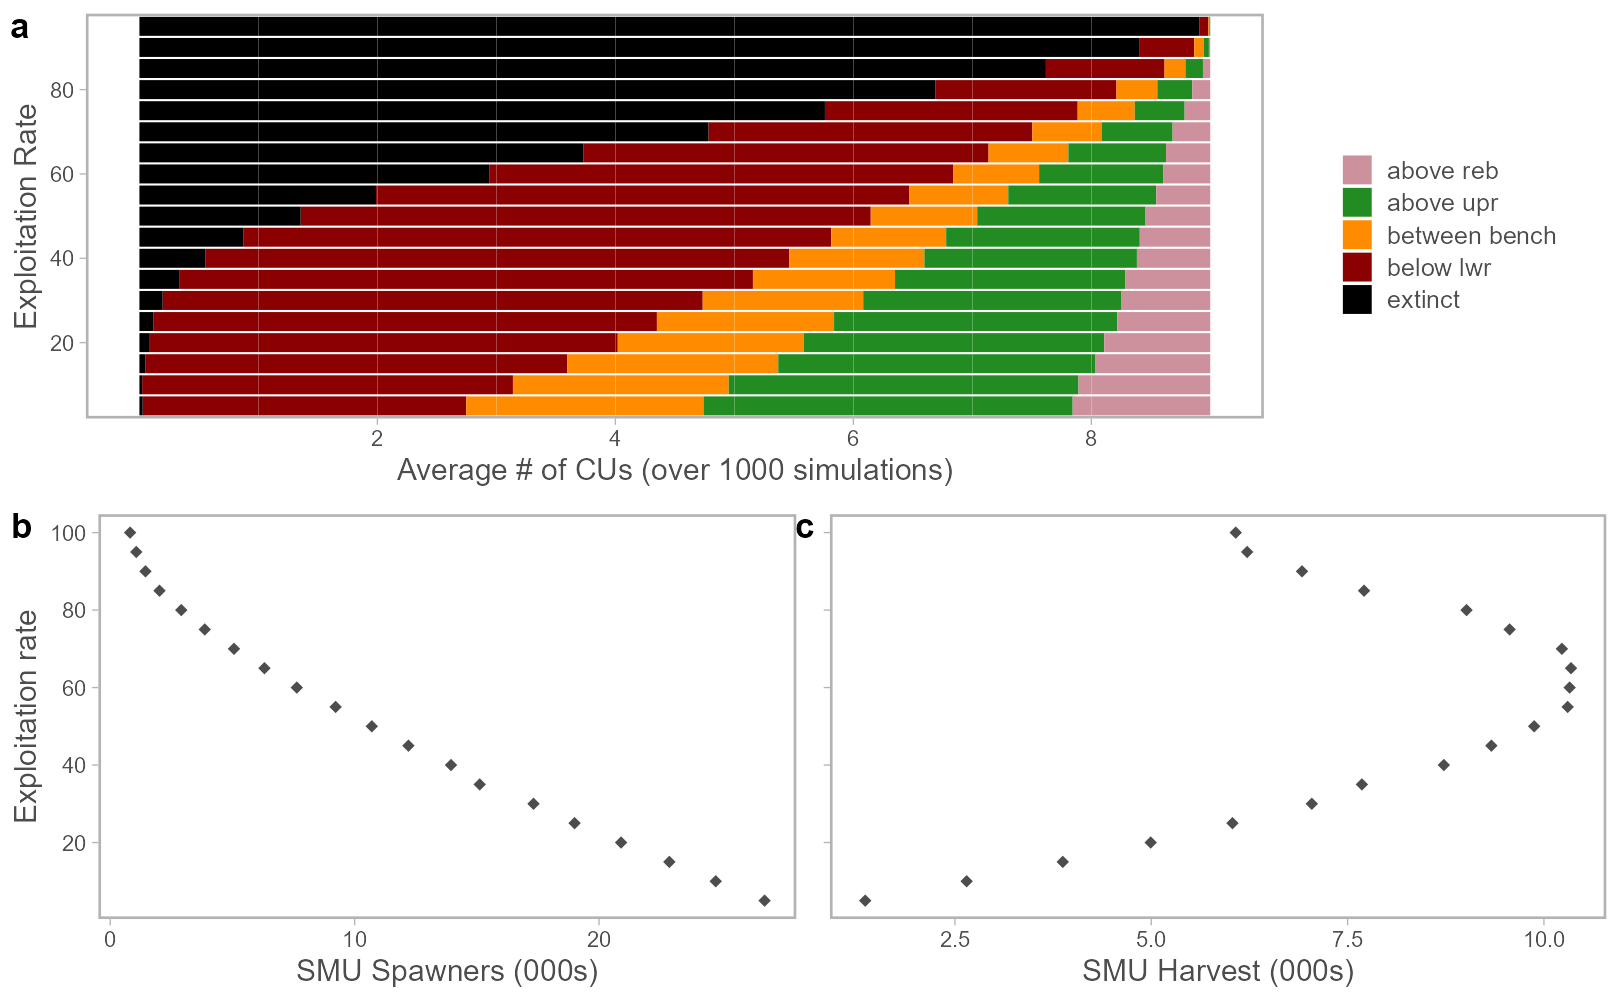 a
Exploitation Rate
80
60
40
20
2 4 6 8
Average # of CUs (over 1000 simulations)
above reb
above upr
between bench
below lwr
extinct
b
Exploitation rate
100
80
60
40
20
0 10 20
SMU Spawners (000s)
c
2.5 5.0 7.5 10.0
SMU Harvest (000s)